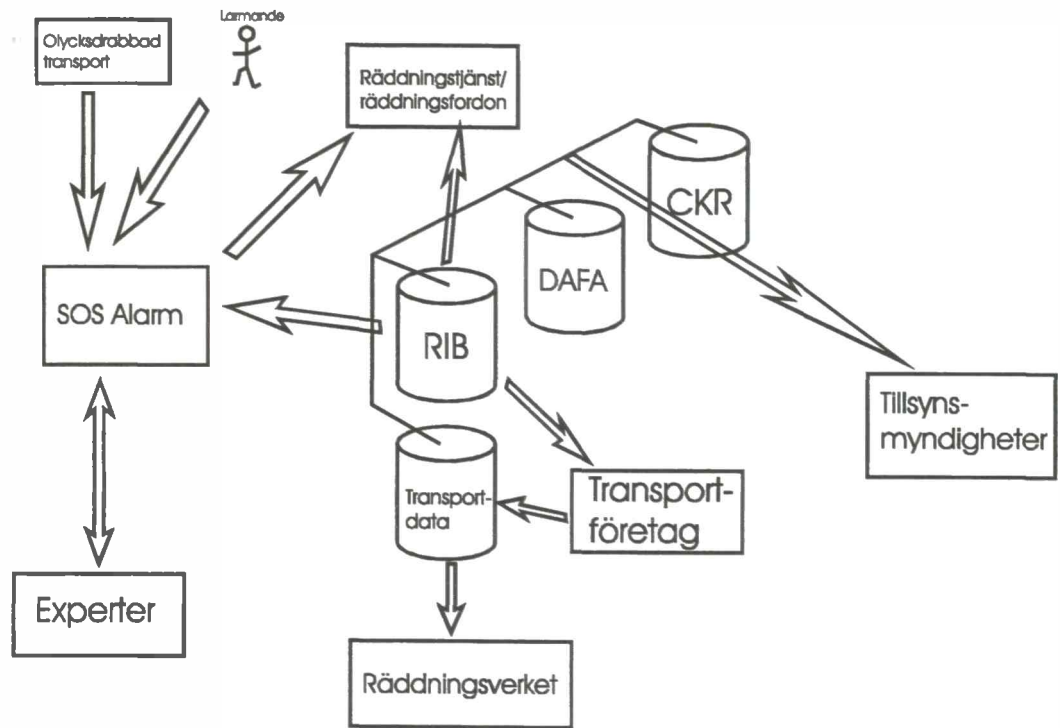 Larmande
Olycksdrabbad
transport
Räddningstjänst/
räddningsfordon
CKR
DAFA
SOS Alarm
RIB
Tillsyns-
myndigheter
Transport-
data
Transport-
företag
Experter
Räddningsverket